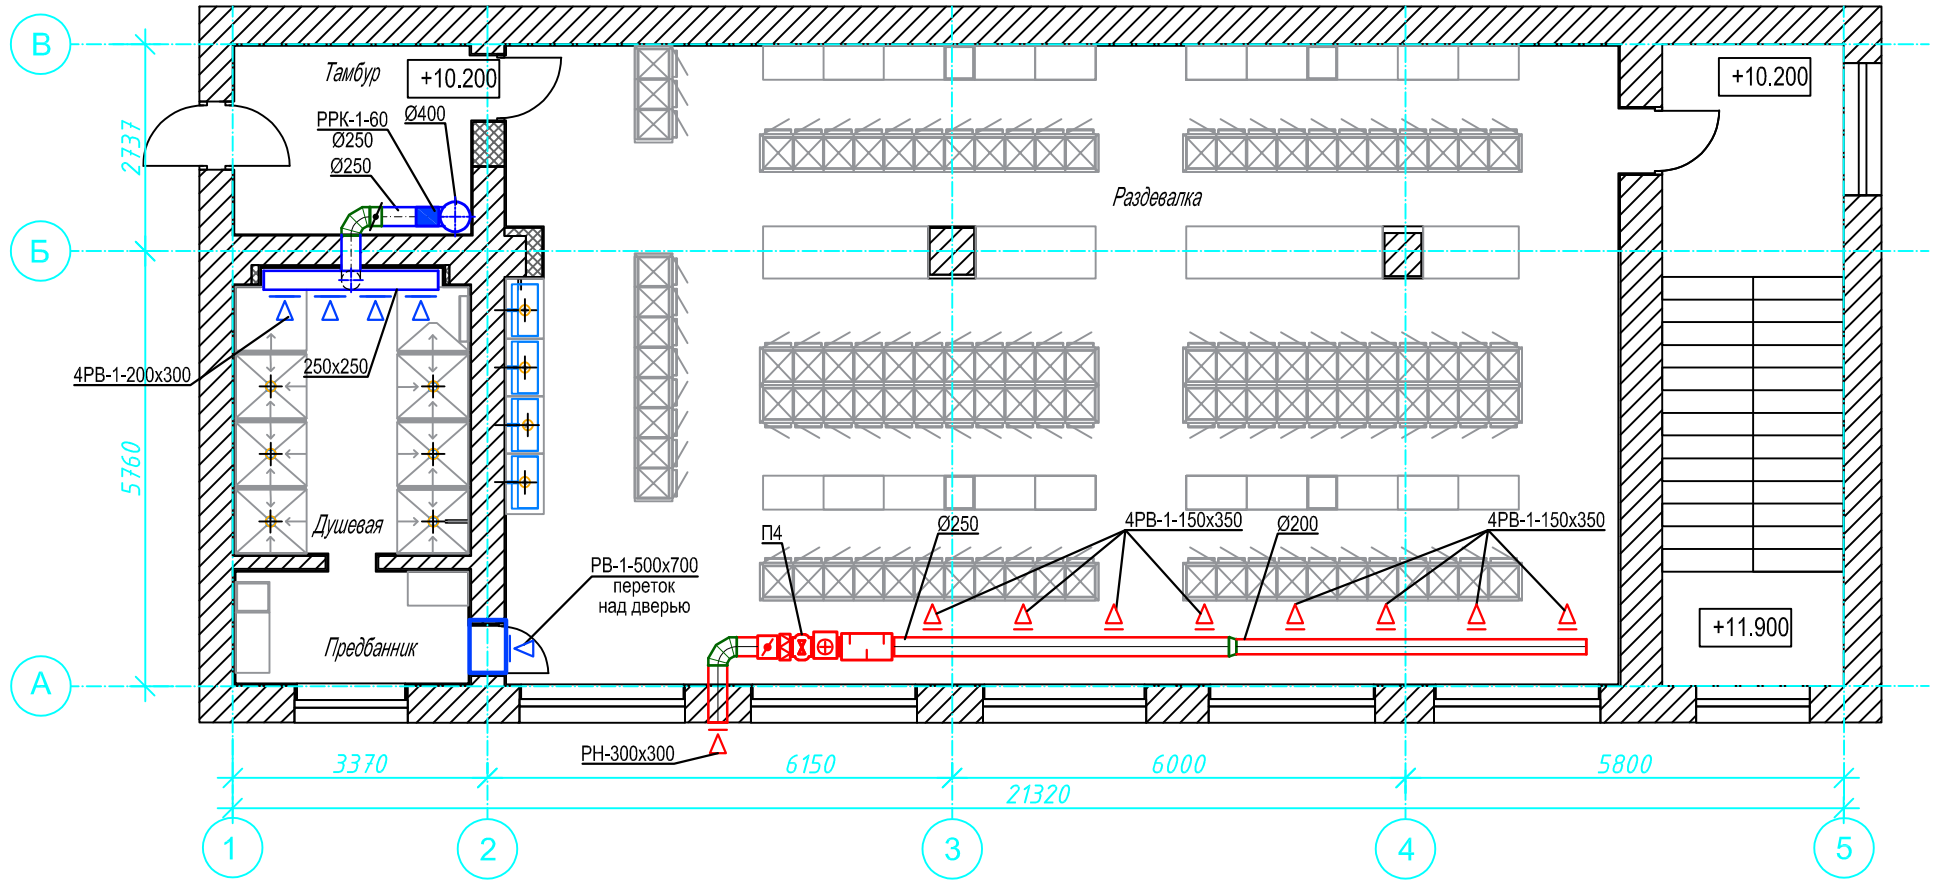 В
Тамбур
+10.200
+10.200
РРК-1-60
Ø250
Ø400
Ø250
2737
Раздевалка
Б
4РВ-1-200х300
250х250
5760
Душевая
П4
Ø250
4РВ-1-150х350
Ø200
4РВ-1-150х350
РВ-1-500х700
переток
над дверью
Предбанник
+11.900
А
РН-300х300
3370
6150
6000
5800
21320
1
2
3
4
5